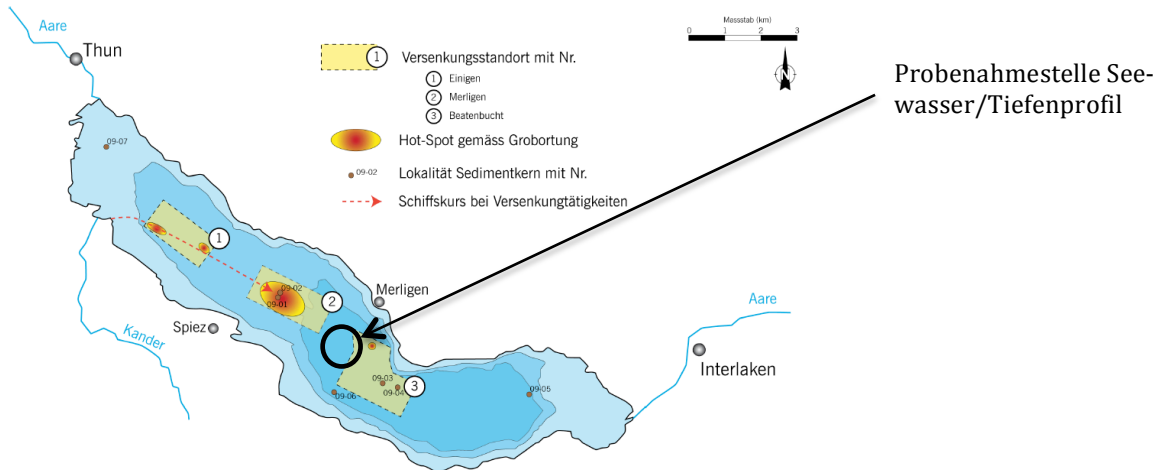 Aare
Thun
Massstab (km)
0 1 2 3
N
1 Versenkungsstandort mit Nr.
1 Einigen
2 Merligen
3 Beatenbucht
Hot-Spot gemäss Grobortung
09-02 Lokalität Sedimentkern mit Nr.
Schiffskurs bei Versenkungtätigkeiten
Probenahmestelle See-
wasser/Tiefenprofil
09-07
1
09-02
09-01
2
Merligen
Spiez
Kander
Aare
Interlaken
09-03
09-04
3
09-06
09-05